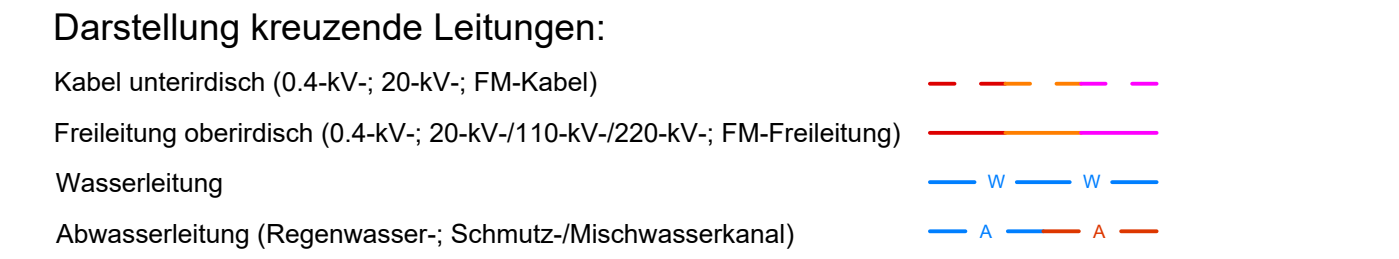 Darstellung kreuzende Leitungen:
Kabel unterirdisch (0.4-kV-; 20-kV-; FM-Kabel)
Freileitung oberirdisch (0.4-kV-; 20-kV-/110-kV-/220-kV-; FM-Freileitung)
Wasserleitung W W
Abwasserleitung (Regenwasser-; Schmutz-/Mischwasserkanal) A A